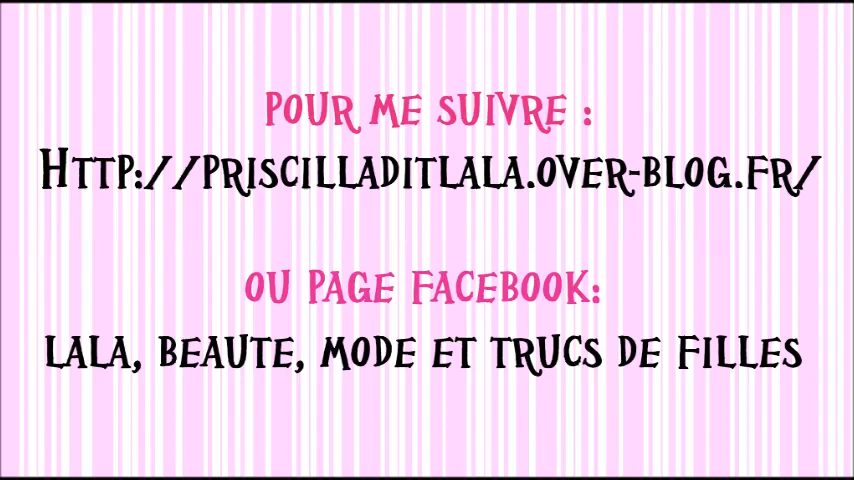 POUR ME SUIVRE :
HTTP://PRISCILLADITLALA.OVER-BLOG.FR/
OU PAGE FACEBOOK:
LALA, BEAUTE, MODE ET TRUCS DE FILLES